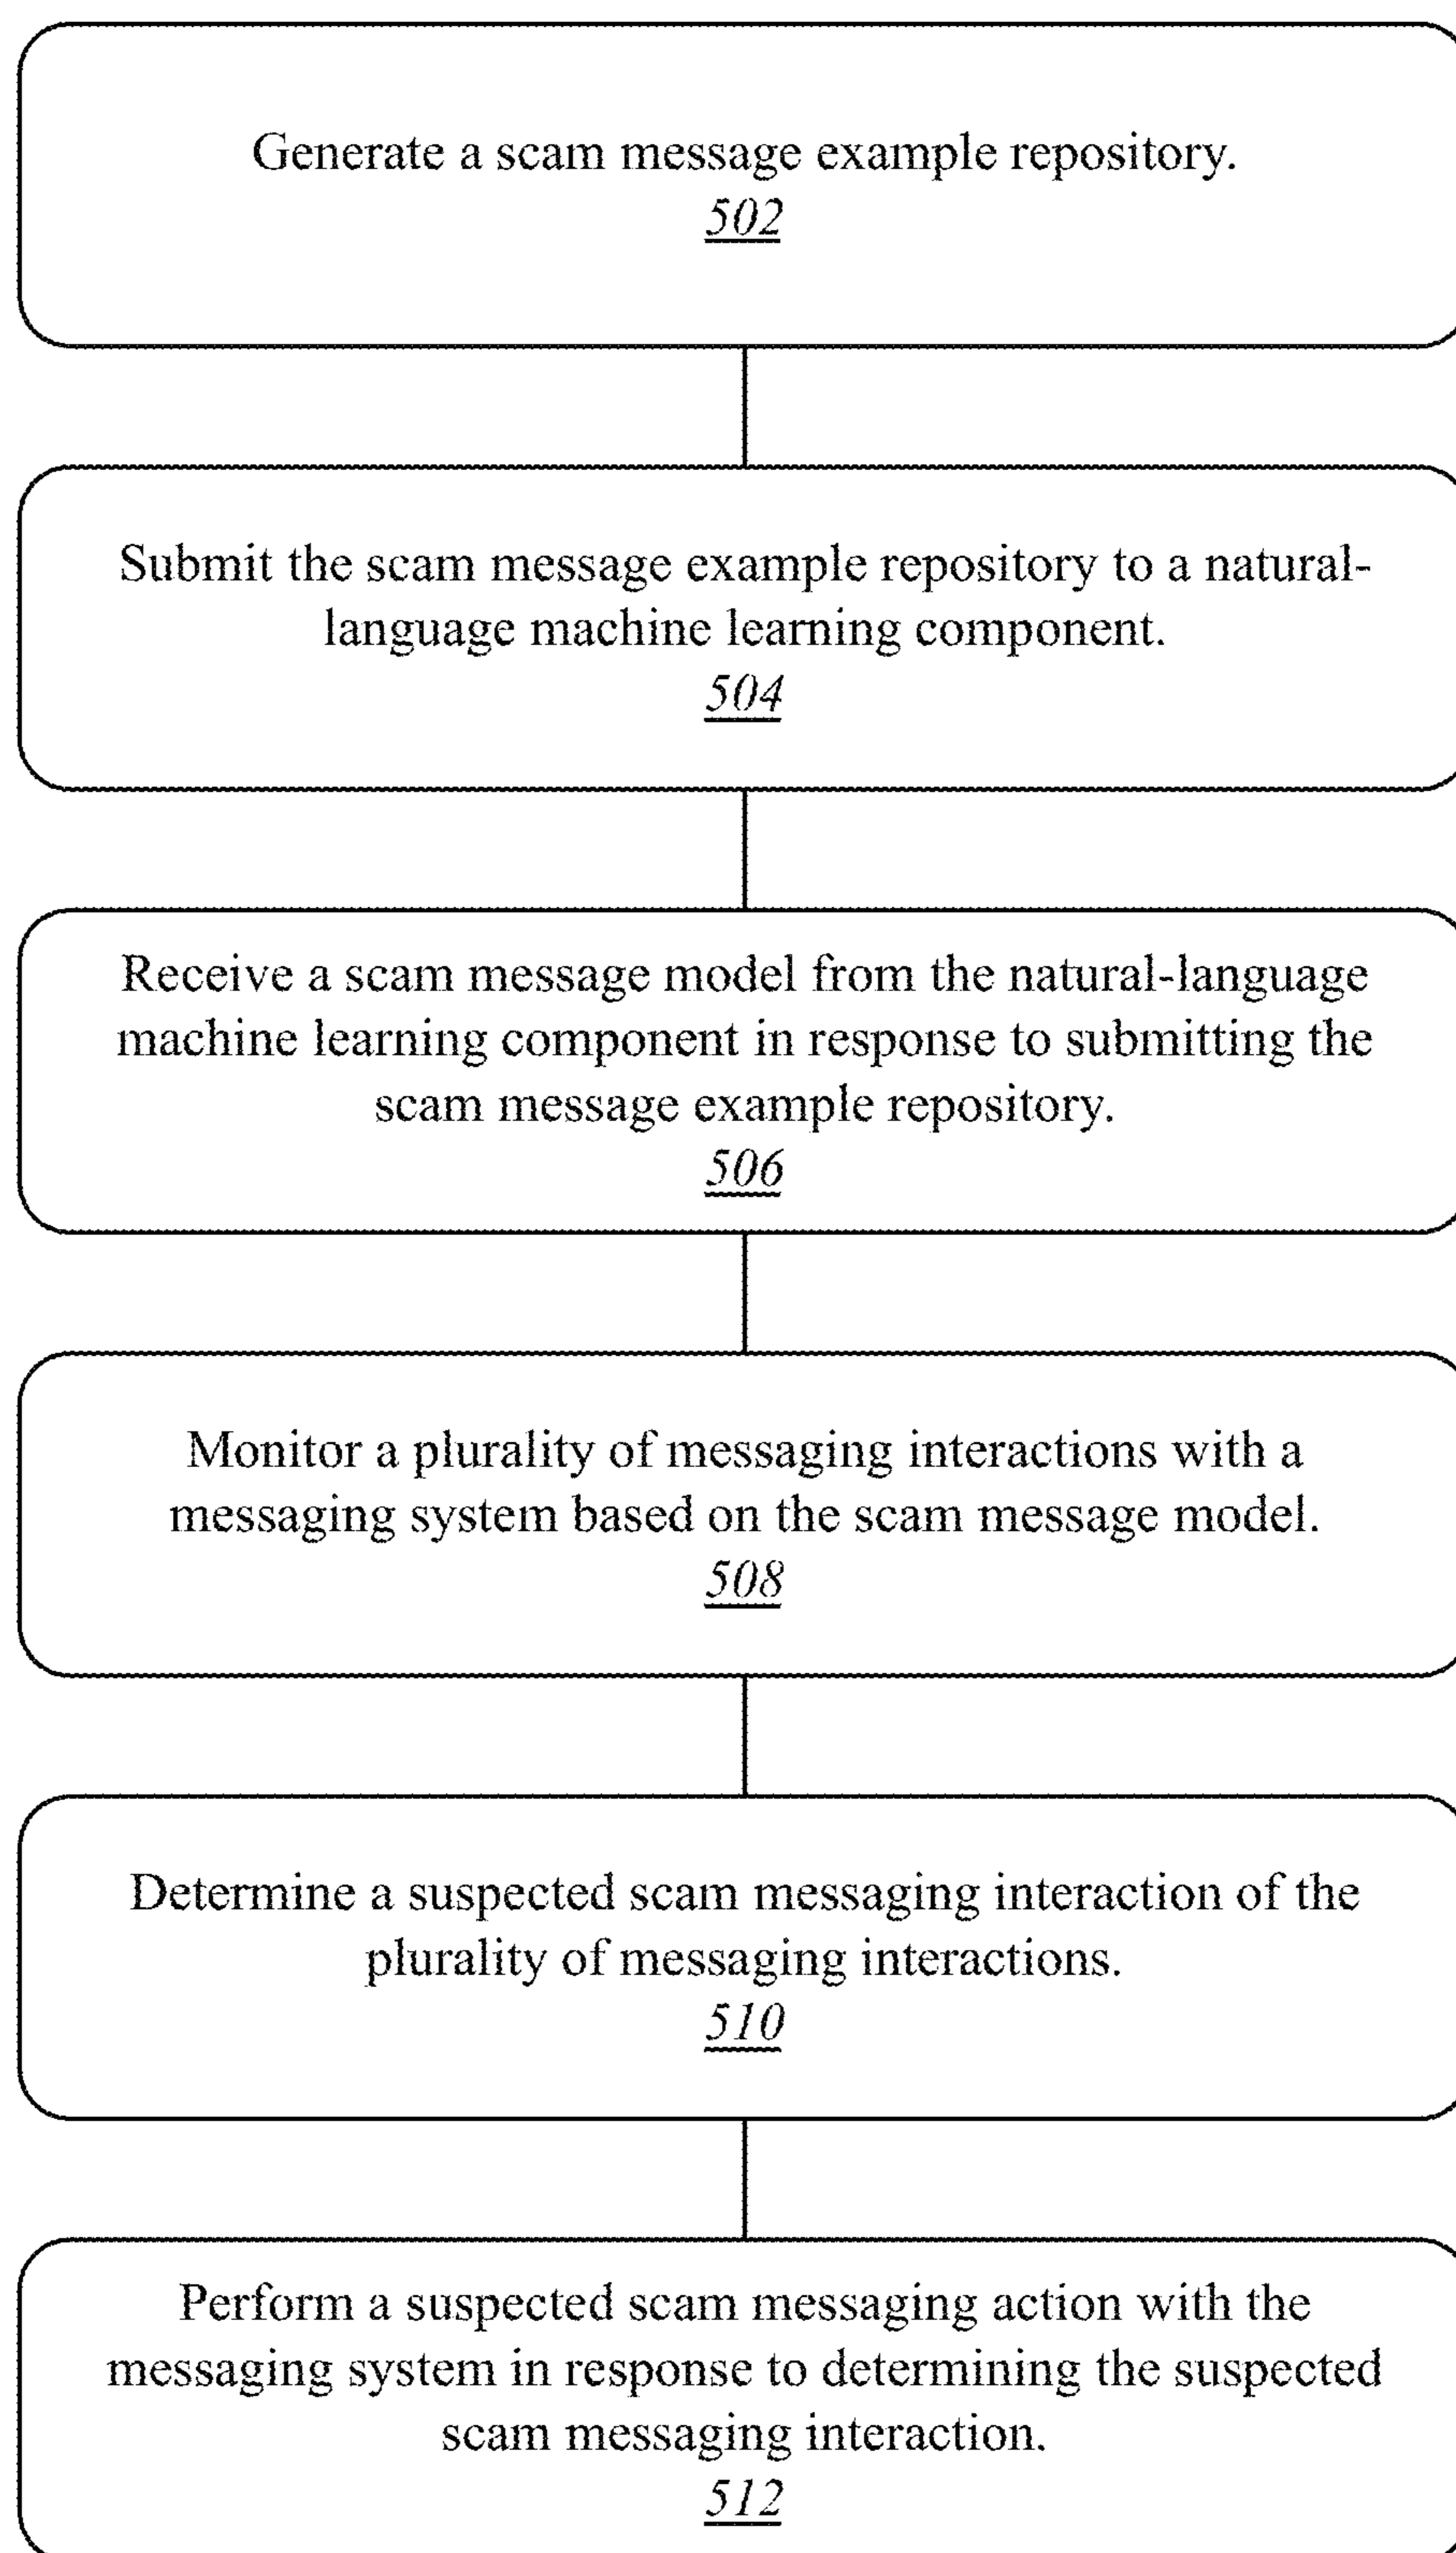 Generate a scam message example repository.
502
Submit the scam message example repository to a natural-
language machine learning component.
504
Receive a scam message model from the natural-language
machine learning component in response to submitting the
scam message example repository.
506
Monitor a plurality of messaging interactions with a
messaging system based on the scam message model.
508
Determine a suspected scam messaging interaction of the
plurality of messaging interactions.
510
Perform a suspected scam messaging action with the
messaging system in response to determining the suspected
scam messaging interaction.
512